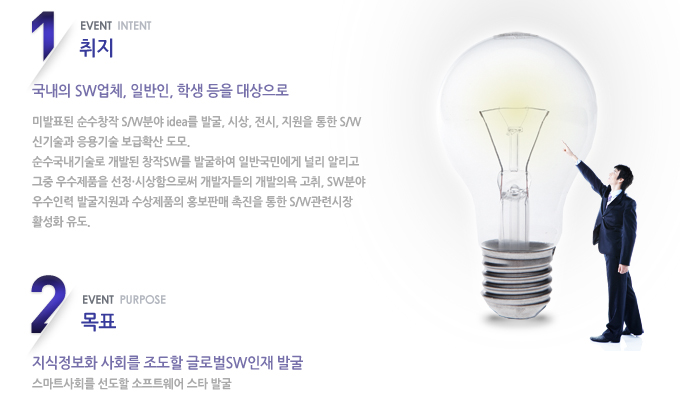 1 EVENT INTENT
취지
국내의 SW업체, 일반인, 학생 등을 대상으로
미발표된 순수창작 S/W분야 idea를 발굴, 시상, 전시, 지원을 통한 S/W
신기술과 응용기술 보급확산 도모.
순수국내기술로 개발된 창작SW를 발굴하여 일반국민에게 널리 알리고
그중 우수제품을 선정·시상함으로써 개발자들의 개발의욕 고취, SW분야
우수인력 발굴지원과 수상제품의 홍보판매 촉진을 통한 S/W관련시장
활성화 유도.
2 EVENT PURPOSE
목표
지식정보화 사회를 조도할 글로벌SW인재 발굴
스마트사회를 선도할 소프트웨어 스타 발굴